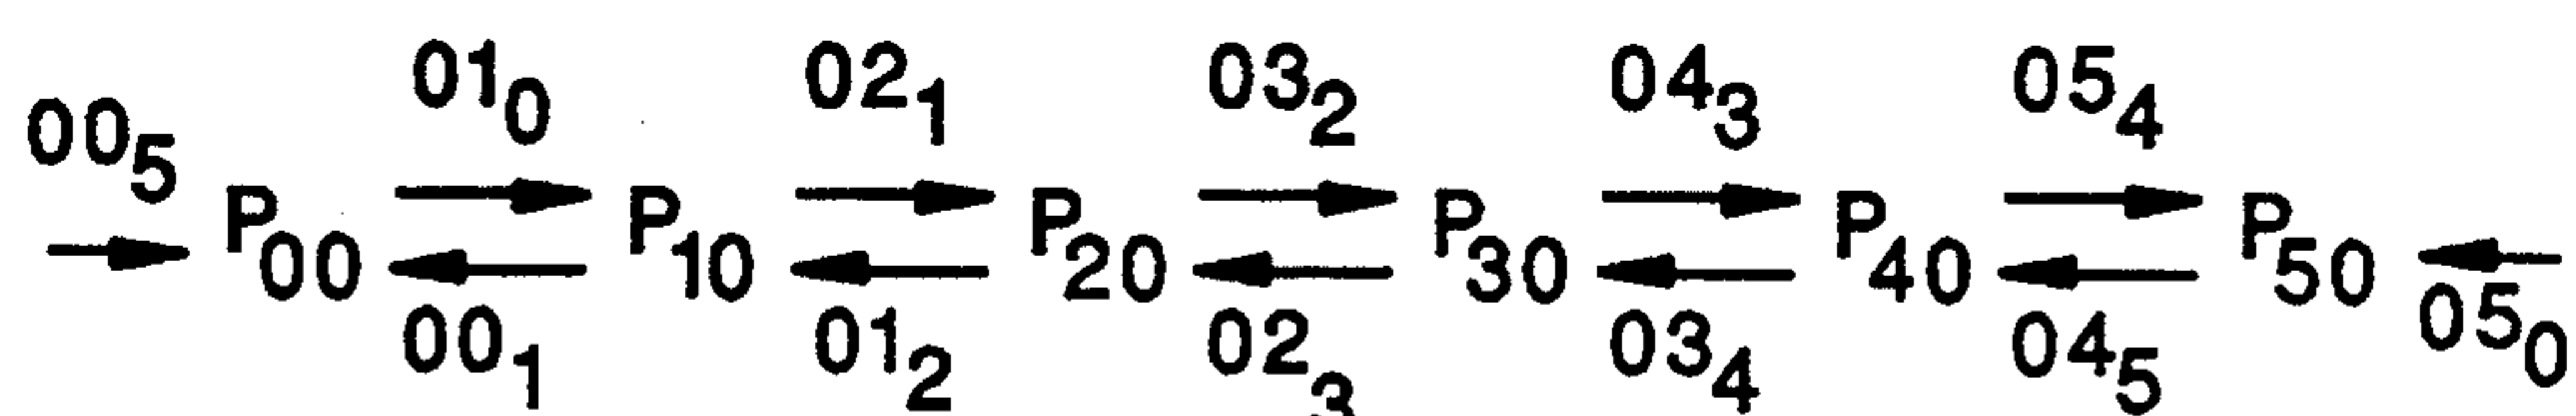 01₀ 02₁ 03₂ 04₃ 05₄
00₅ P₀₀ P₁₀ P₂₀ P₃₀ P₄₀ P₅₀
00₁ 01₂ 02₃ 03₄ 04₅ 05₀